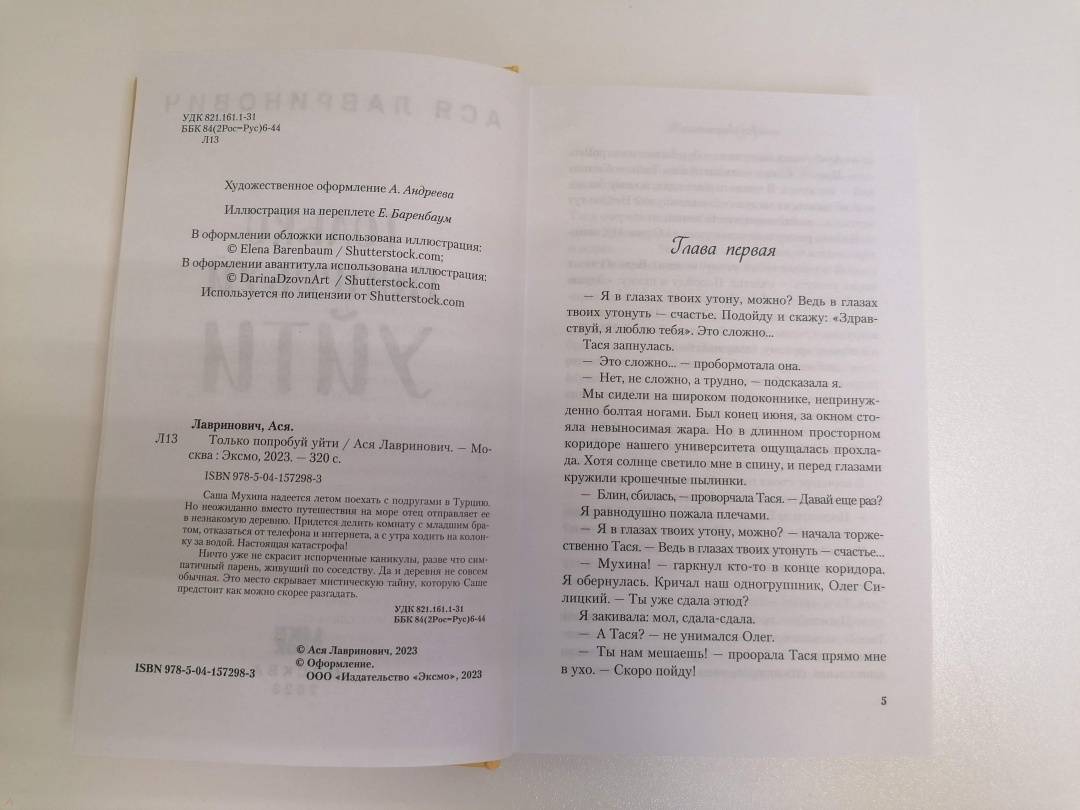 УДК 821.161.1-31
ББК 84(2Рос=Рус)6-44
Л13
Художественное оформление А. Андреева
Иллюстрация на переплете Е. Баренбаум
В оформлении обложки использована иллюстрация:
© Elena Barenbaum / Shutterstock.com;
В оформлении авантитула использована иллюстрация:
© DarinaDzovnArt / Shutterstock.com
Используется по лицензии от Shutterstock.com
Лавринович, Ася.
Л13 Только попробуй уйти / Ася Лавринович. — Мо-
сква : Эксмо, 2023. — 320 с.
ISBN 978-5-04-157298-3
Саша Мухина надеется летом поехать с подругами в Турцию.
Но неожиданно вместо путешествия на море отец отправляет ее
в незнакомую деревню. Придется делить комнату с младшим бра-
том, отказаться от телефона и интернета, а с утра ходить на колон-
ку за водой. Настоящая катастрофа!
Ничто уже не скрасит испорченные каникулы, разве что сим-
патичный парень, живущий по соседству. Да и деревня не совсем
обычная. Это место скрывает мистическую тайну, которую Саше
предстоит как можно скорее разгадать.
УДК 821.161.1-31
ББК 84(2Рос=Рус)6-44
© Ася Лавринович, 2023
© Оформление.
ООО «Издательство «Эксмо», 2023
ISBN 978-5-04-157298-3
Глава первая
— Я в глазах твоих утону, можно? Ведь в глазах
твоих утонуть — счастье. Подойду и скажу: «Здрав-
ствуй, я люблю тебя». Это сложно...
Тася запнулась.
— Это сложно... — пробормотала она.
— Нет, не сложно, а трудно, — подсказала я.
Мы сидели на широком подоконнике, непринуж-
денно болтая ногами. Был конец июня, за окном сто-
яла невыносимая жара. Но в длинном просторном
коридоре нашего университета ощущалась прохла-
да. Хотя солнце светило мне в спину, и перед глазами
кружили крошечные пылинки.
— Блин, сбилась, — проворчала Тася. — Давай еще раз?
Я равнодушно пожала плечами.
— Я в глазах твоих утону, можно? — начала торже-
ственно Тася. — Ведь в глазах твоих утонуть — счастье...
— Мухина! — гаркнул кто-то в конце коридора.
Я обернулась. Кричал наш одногруппник, Олег Си-
лицкий. — Ты уже сдала этюд?
Я закивала: мол, сдала-сдала.
— А Тася? — не унимался Олег.
— Ты нам мешаешь! — проорала Тася прямо мне
в ухо. — Скоро пойду!
5